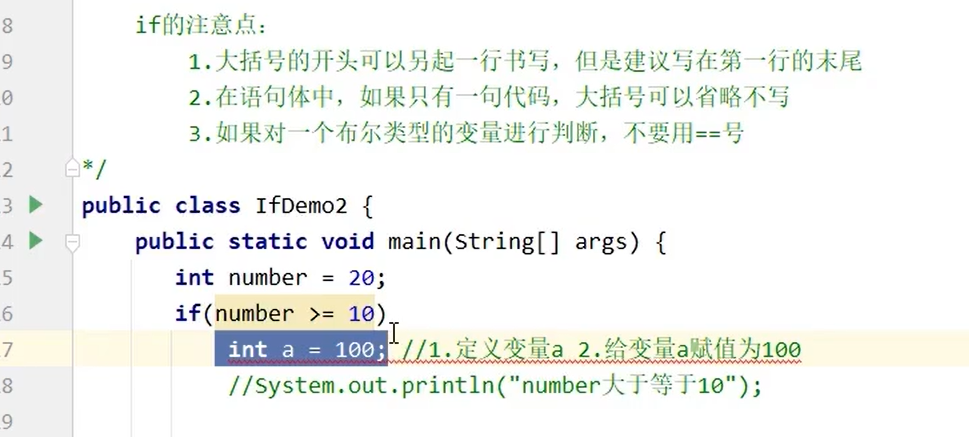 8 if的注意点：
9 1.大括号的开头可以另起一行书写，但是建议写在第一行的末尾
0 2.在语句体中，如果只有一句代码，大括号可以省略不写
1 3.如果对一个布尔类型的变量进行判断，不要用==号
2 */
3 public class IfDemo2 {
4 public static void main(String[] args) {
5 int number = 20;
6 if(number >= 10)
7 int a = 100; //1.定义变量a 2.给变量a赋值为100
8 //System.out.println("number大于等于10");
9